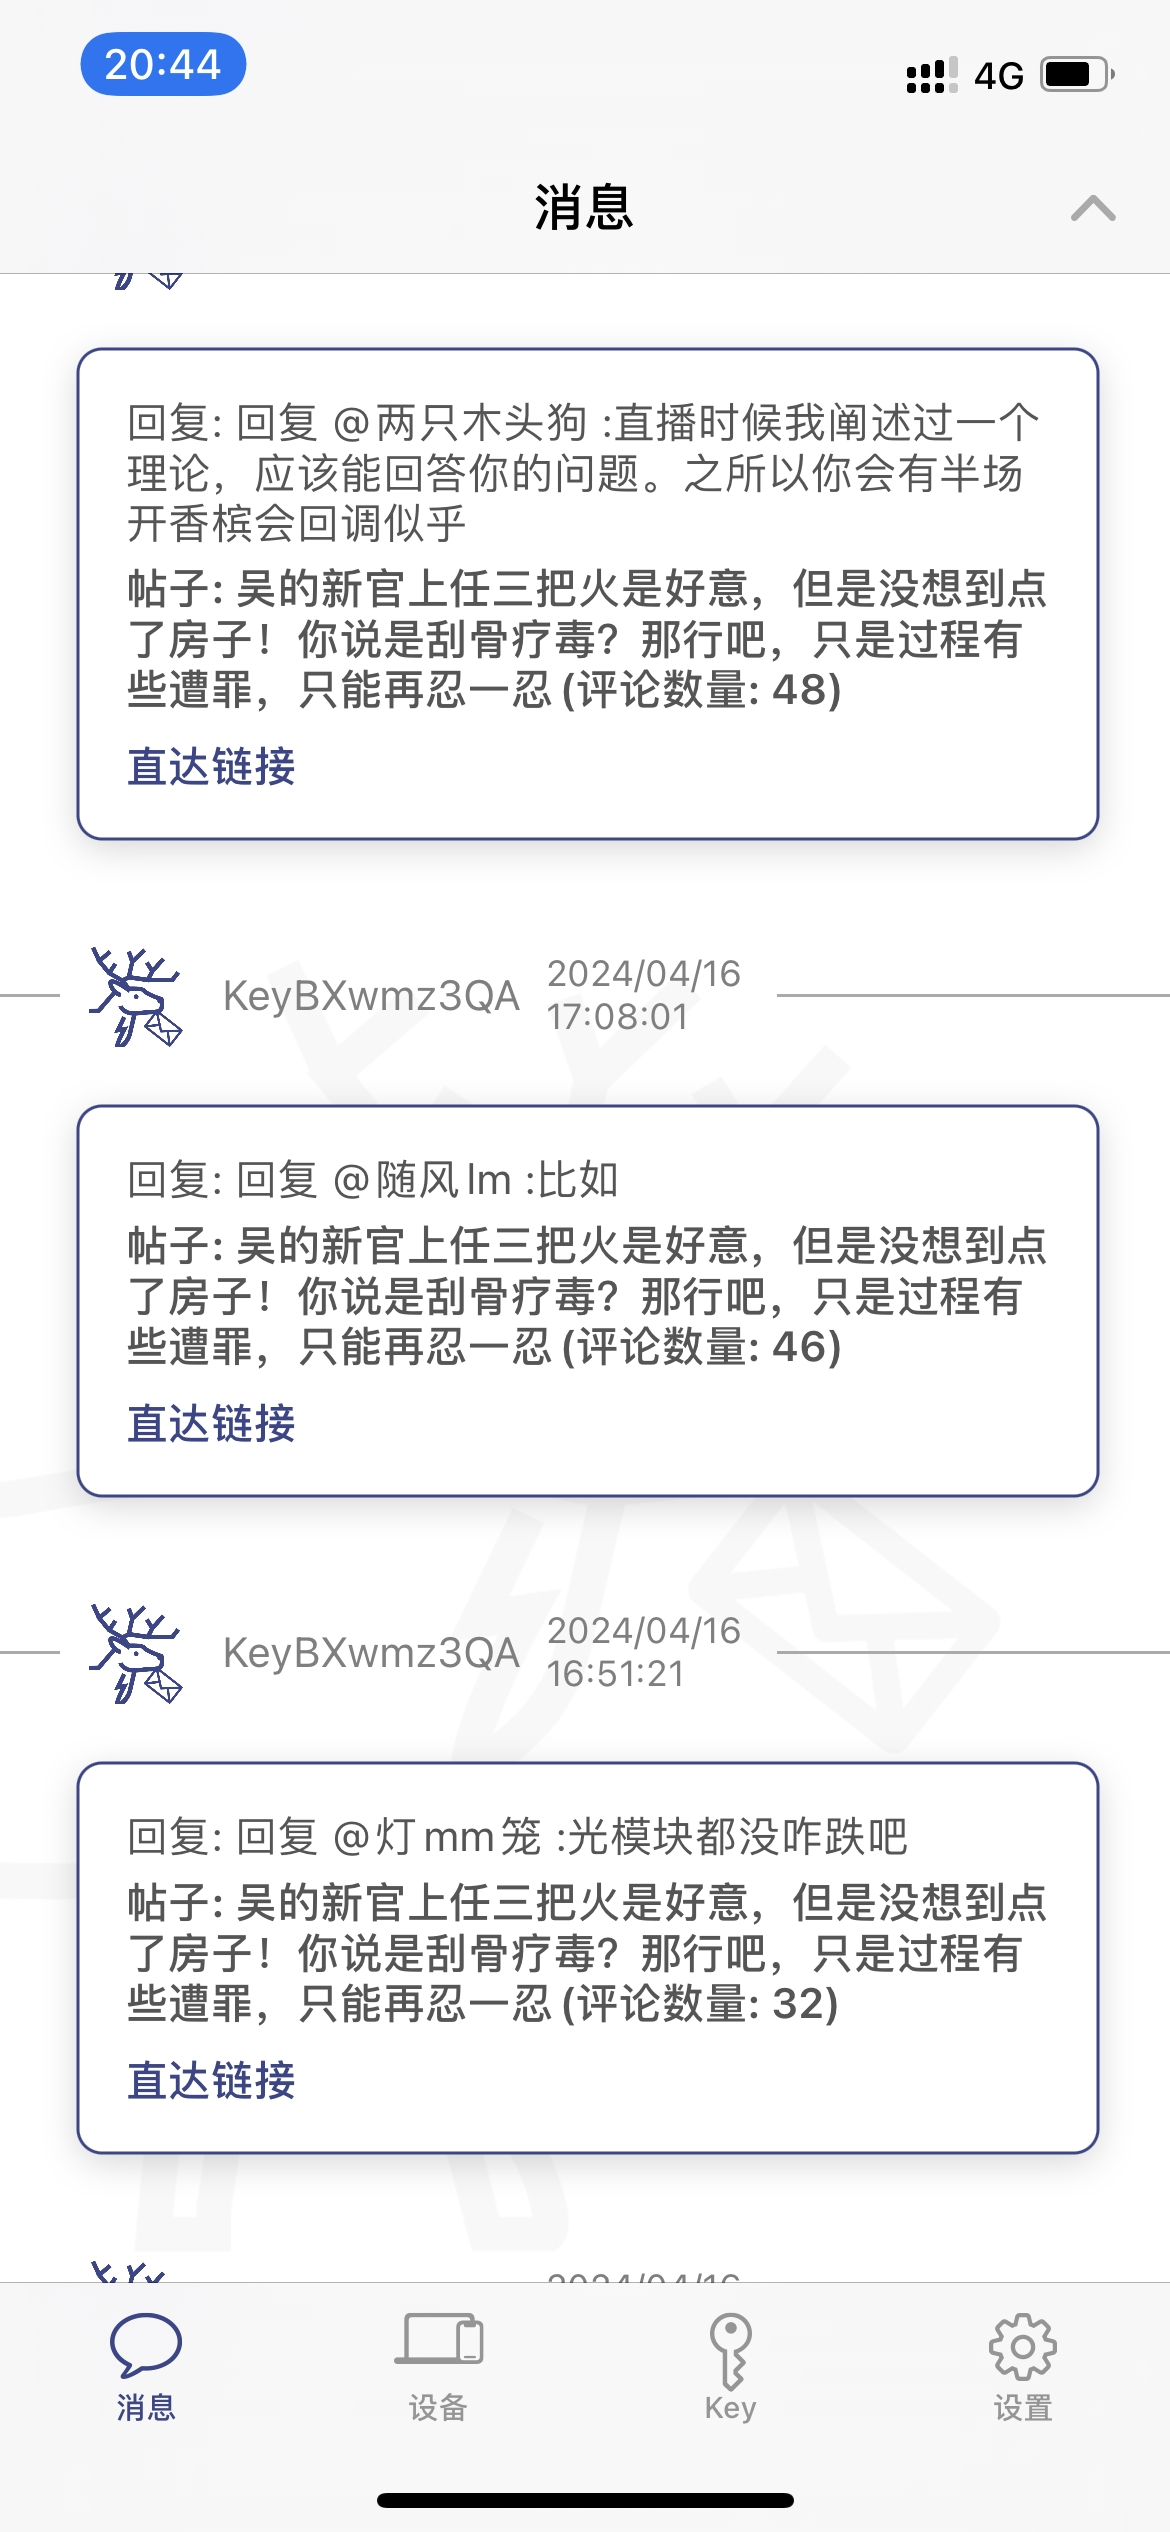 20:44
4G
消息
回复: 回复 @两只木头狗 :直播时候我阐述过一个
理论，应该能回答你的问题。之所以你会有半场
开香槟会回调似乎
帖子: 吴的新官上任三把火是好意，但是没想到点
了房子！你说是刮骨疗毒？那行吧，只是过程有
些遭罪，只能再忍一忍(评论数量: 48)
直达链接
KeyBXwmz3QA
2024/04/16
17:08:01
回复: 回复 @随风lm :比如
帖子: 吴的新官上任三把火是好意，但是没想到点
了房子！你说是刮骨疗毒？那行吧，只是过程有
些遭罪，只能再忍一忍(评论数量: 46)
直达链接
KeyBXwmz3QA
2024/04/16
16:51:21
回复: 回复 @灯mm笼 :光模块都没咋跌吧
帖子: 吴的新官上任三把火是好意，但是没想到点
了房子！你说是刮骨疗毒？那行吧，只是过程有
些遭罪，只能再忍一忍(评论数量: 32)
直达链接
2024/04/16
消息
设备
Key
设置